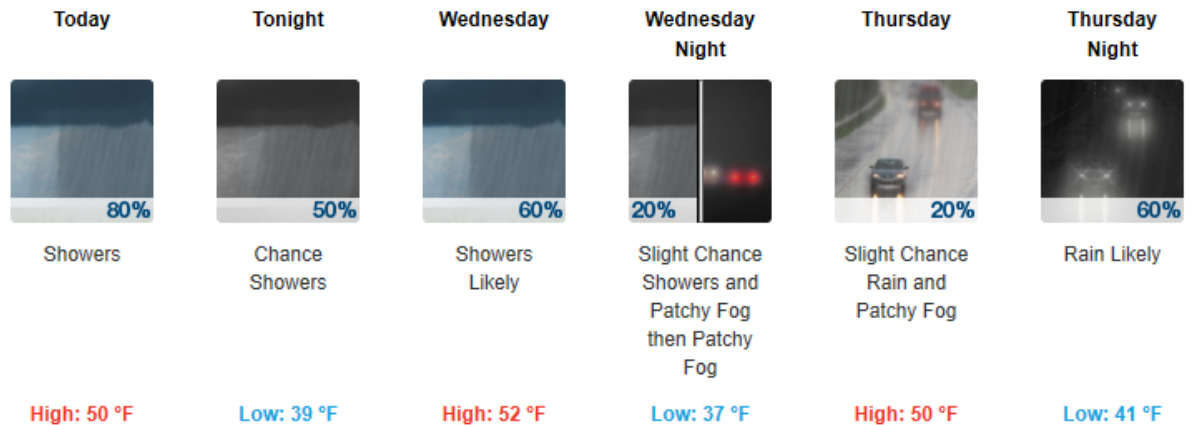 Today
Tonight
Wednesday
Wednesday
Night
Thursday
Thursday
Night
80%
50%
60%
20%
20%
60%
Showers
Chance
Showers
Showers
Likely
Slight Chance
Showers and
Patchy Fog
then Patchy
Fog
Slight Chance
Rain and
Patchy Fog
Rain Likely
High: 50 °F
Low: 39 °F
High: 52 °F
Low: 37 °F
High: 50 °F
Low: 41 °F